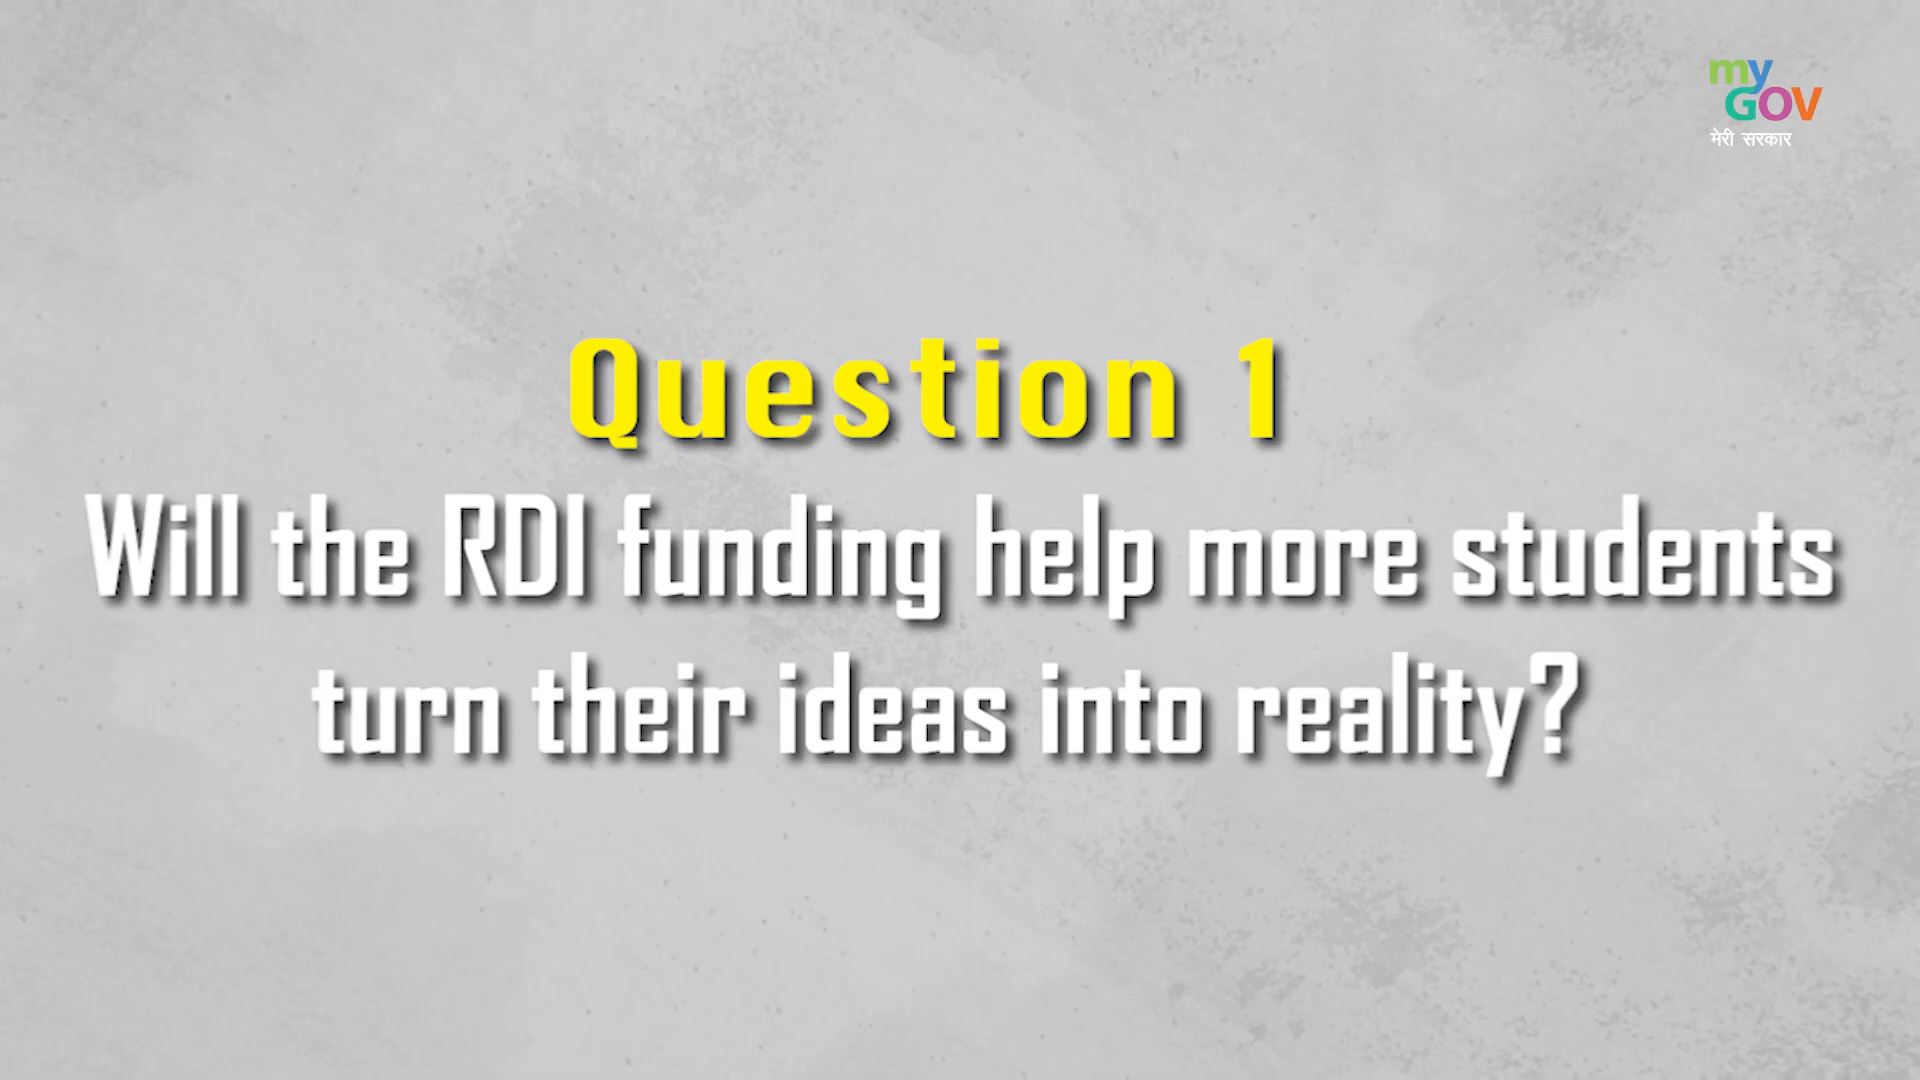 my
GOV
मेरी सरकार
Question 1
Will the RDI funding help more students
turn their ideas into reality?